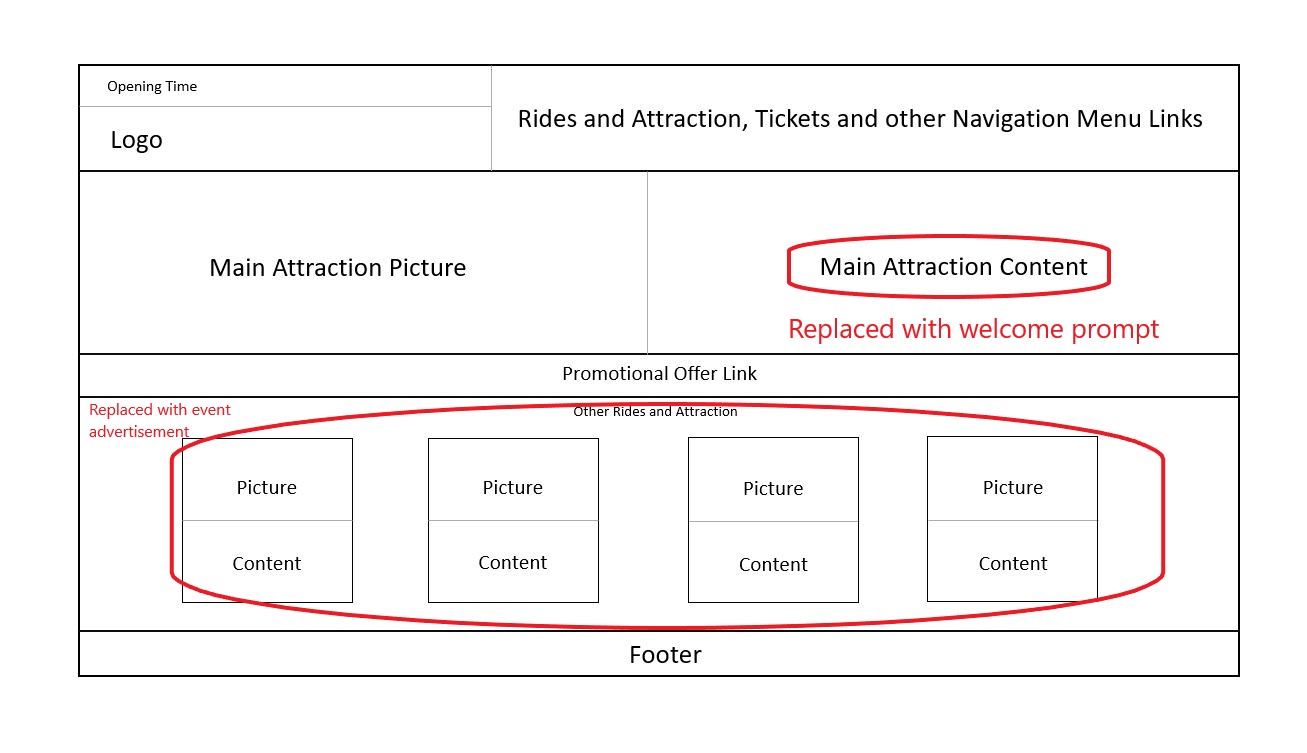 Opening Time
Logo
Rides and Attraction, Tickets and other Navigation Menu Links
Main Attraction Picture
Main Attraction Content
Replaced with welcome prompt
Promotional Offer Link
Replaced with event
advertisement
Other Rides and Attraction
Picture
Content
Picture
Content
Picture
Content
Picture
Content
Footer